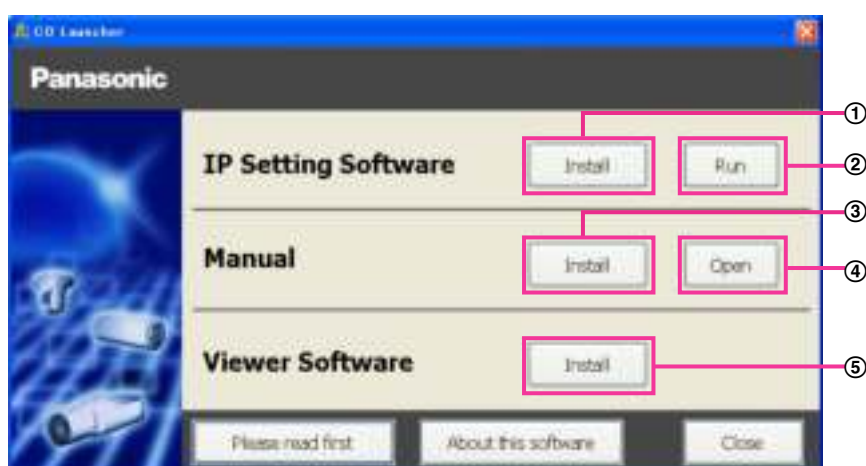 CD Launcher
Panasonic
①
IP Setting Software Install Run ②
③
Manual Install Open ④
Viewer Software Install ⑤
Please read first About this software Close